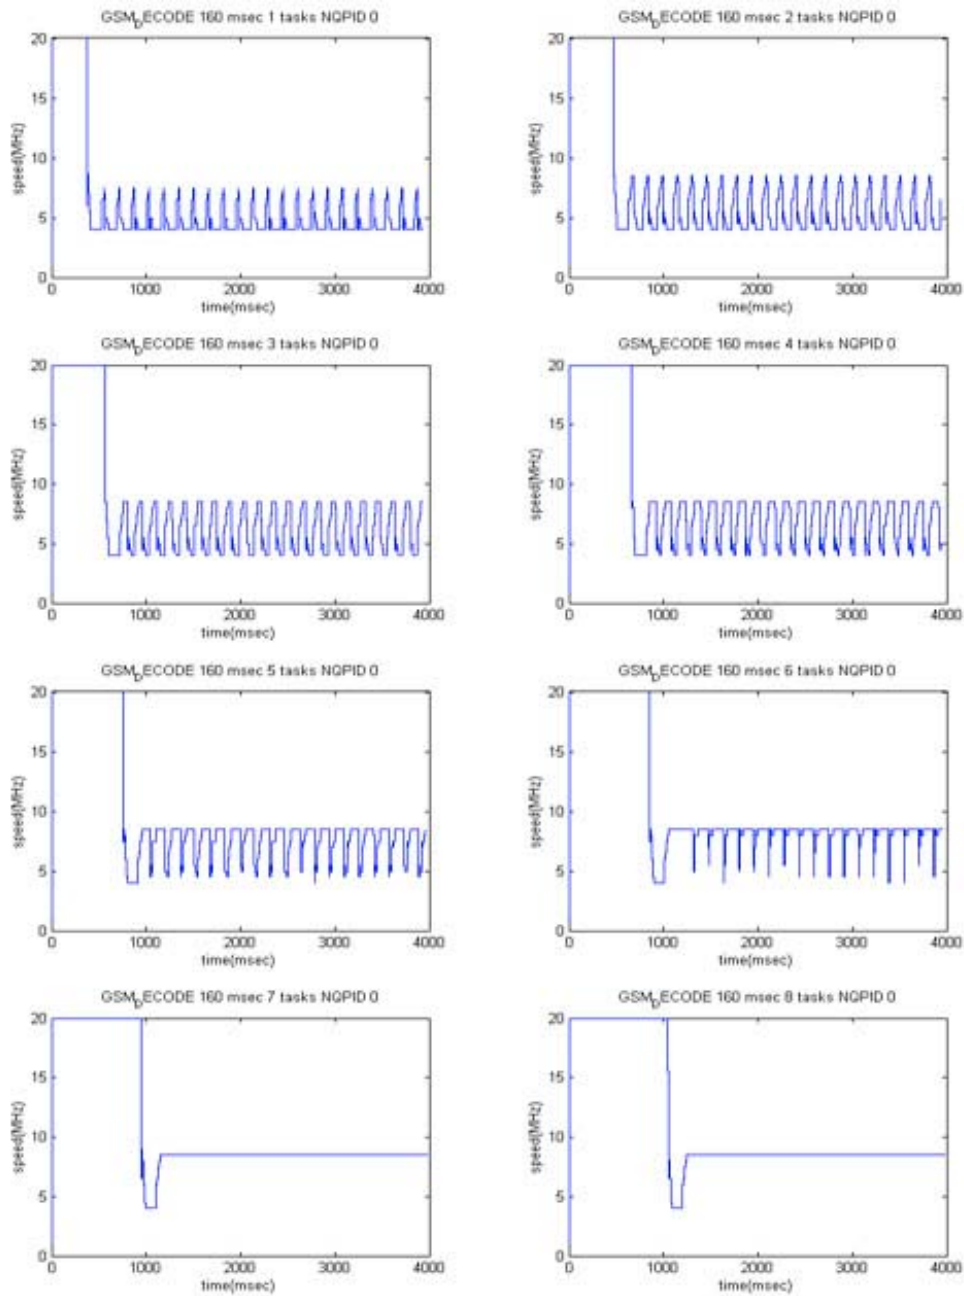 GSM_DECODE 160 msec 1 tasks NQPID 0
20
15
10
5
0
speed(MHz)
0 1000 2000 3000 4000
time(msec)
GSM_DECODE 160 msec 2 tasks NQPID 0
20
15
10
5
0
speed(MHz)
0 1000 2000 3000 4000
time(msec)
GSM_DECODE 160 msec 3 tasks NQPID 0
20
15
10
5
0
speed(MHz)
0 1000 2000 3000 4000
time(msec)
GSM_DECODE 160 msec 4 tasks NQPID 0
20
15
10
5
0
speed(MHz)
0 1000 2000 3000 4000
time(msec)
GSM_DECODE 160 msec 5 tasks NQPID 0
20
15
10
5
0
speed(MHz)
0 1000 2000 3000 4000
time(msec)
GSM_DECODE 160 msec 6 tasks NQPID 0
20
15
10
5
0
speed(MHz)
0 1000 2000 3000 4000
time(msec)
GSM_DECODE 160 msec 7 tasks NQPID 0
20
15
10
5
0
speed(MHz)
0 1000 2000 3000 4000
time(msec)
GSM_DECODE 160 msec 8 tasks NQPID 0
20
15
10
5
0
speed(MHz)
0 1000 2000 3000 4000
time(msec)